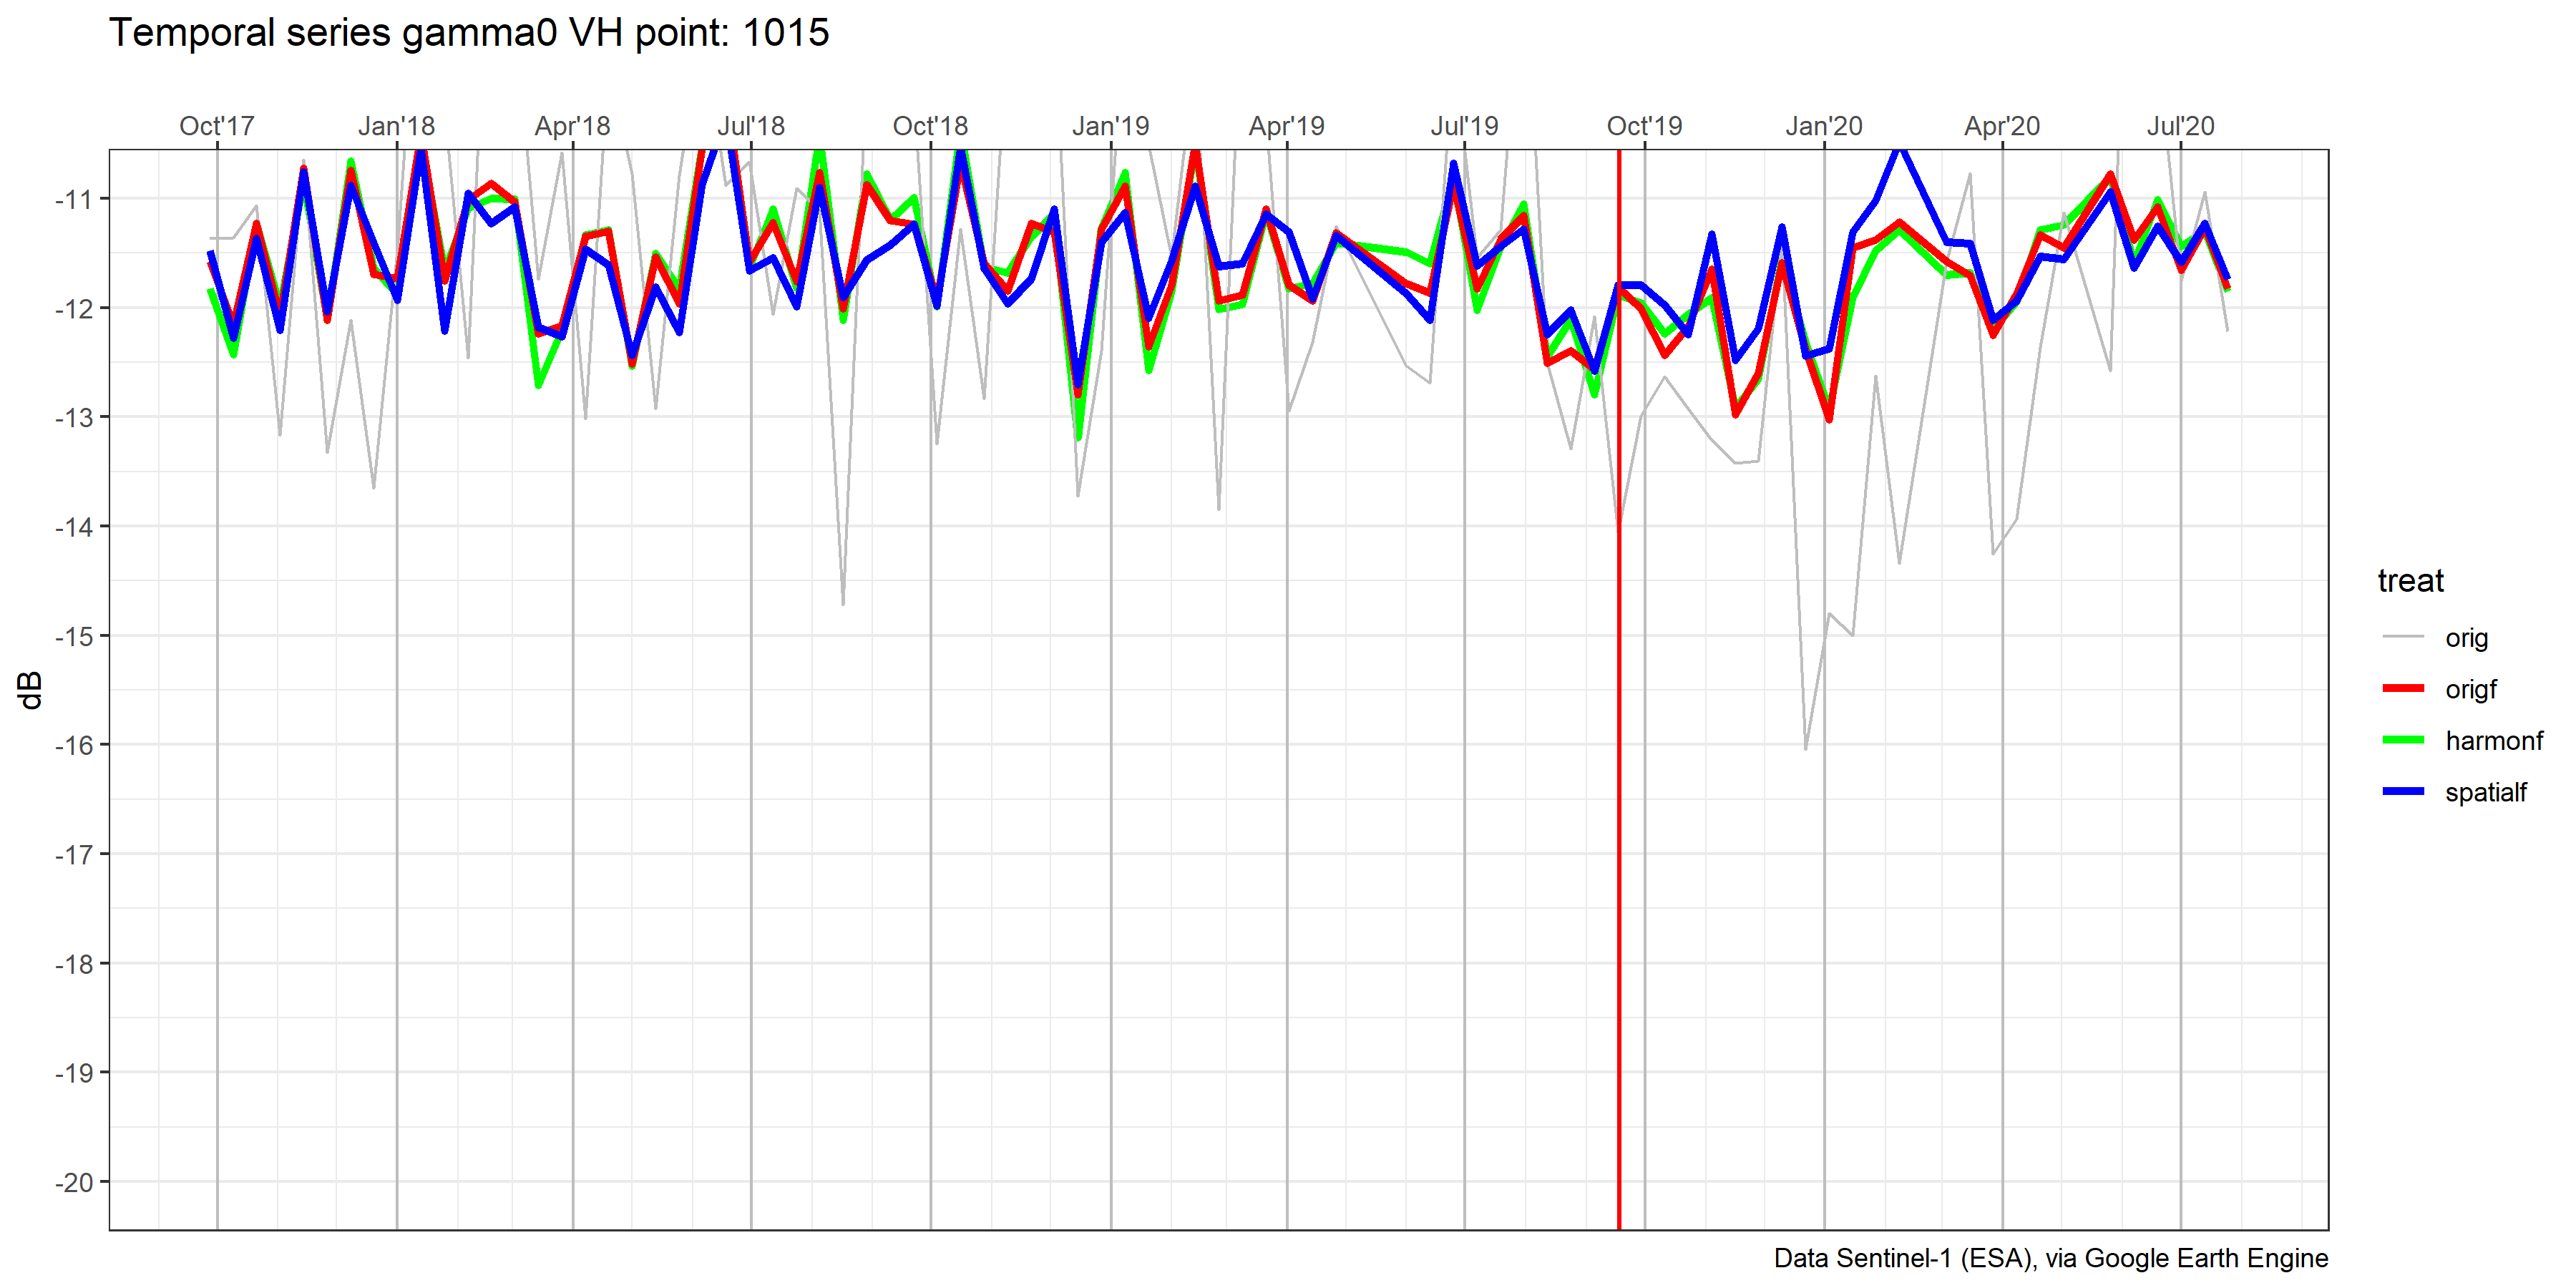 Temporal series gamma0 VH point: 1015
Oct'17 Jan'18 Apr'18 Jul'18 Oct'18 Jan'19 Apr'19 Jul'19 Oct'19 Jan'20 Apr'20 Jul'20
-11
-12
-13
-14
-15
-16
-17
-18
-19
-20
dB
treat
orig
origf
harmonf
spatialf
Data Sentinel-1 (ESA), via Google Earth Engine